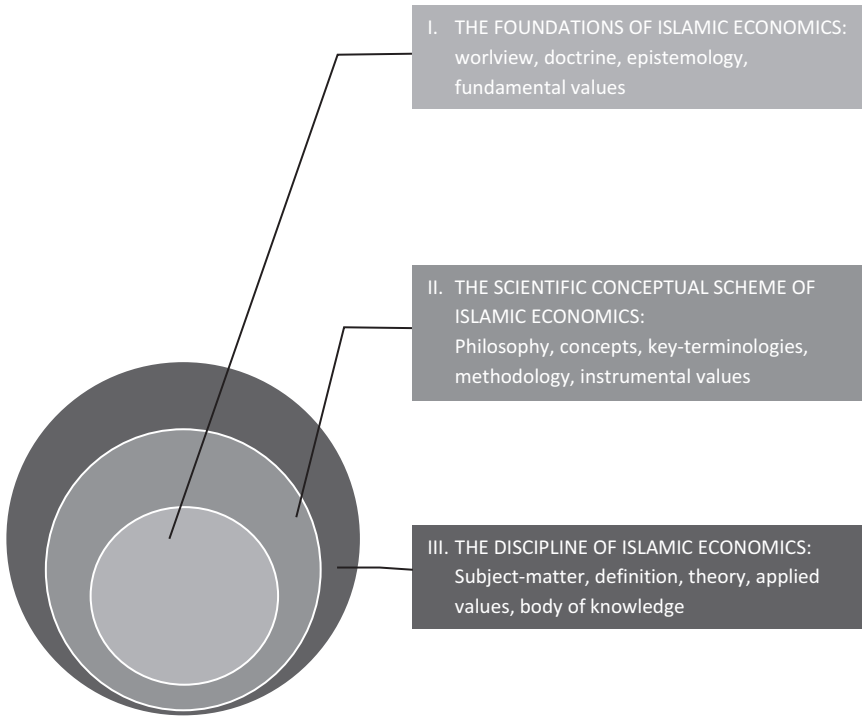 I. THE FOUNDATIONS OF ISLAMIC ECONOMICS:
worlview, doctrine, epistemology,
fundamental values
II. THE SCIENTIFIC CONCEPTUAL SCHEME OF
ISLAMIC ECONOMICS:
Philosophy, concepts, key-terminologies,
methodology, instrumental values
III. THE DISCIPLINE OF ISLAMIC ECONOMICS:
Subject-matter, definition, theory, applied
values, body of knowledge